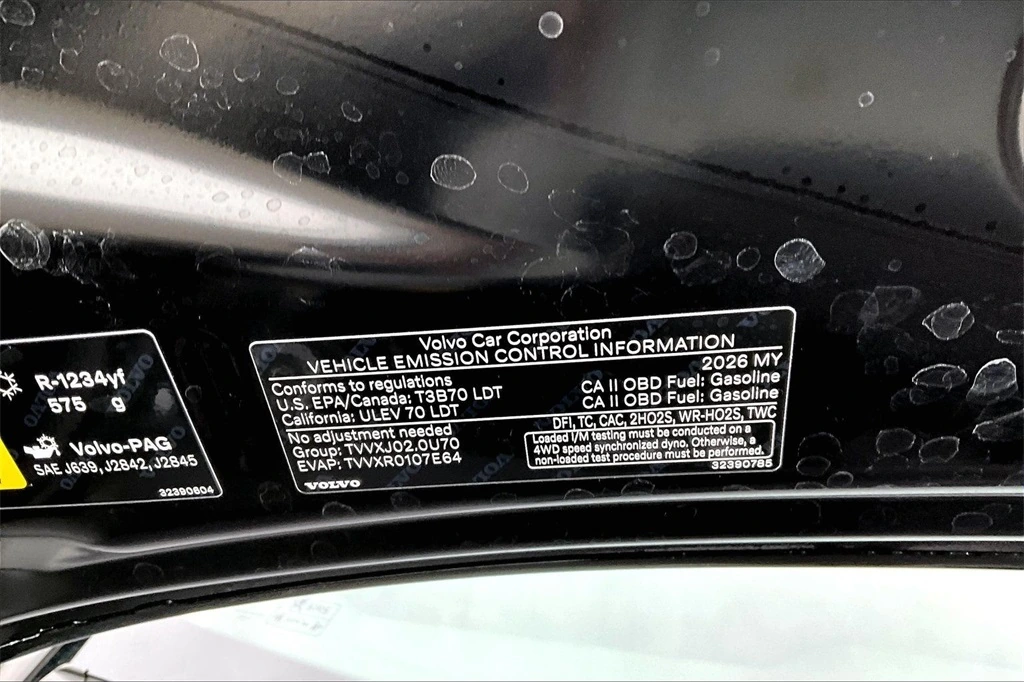 R-1234yf
575 g
Volvo-PAG
SAE J639, J2842, J2845
32390604
Volvo Car Corporation
VEHICLE EMISSION CONTROL INFORMATION
2026 MY
Conforms to regulations
U.S. EPA/Canada: T3B70 LDT CA II OBD Fuel: Gasoline
California: ULEV 70 LDT CA II OBD Fuel: Gasoline
No adjustment needed DFI, TC, CAC, 2HO2S, WR-HO2S, TWC
Group: TVVXJ02.0U70
EVAP: TVVXR0107E64
Loaded I/M testing must be conducted on a
4WD speed synchronized dyno. Otherwise, a
non-loaded test procedure must be performed.
32390785
VOLVO